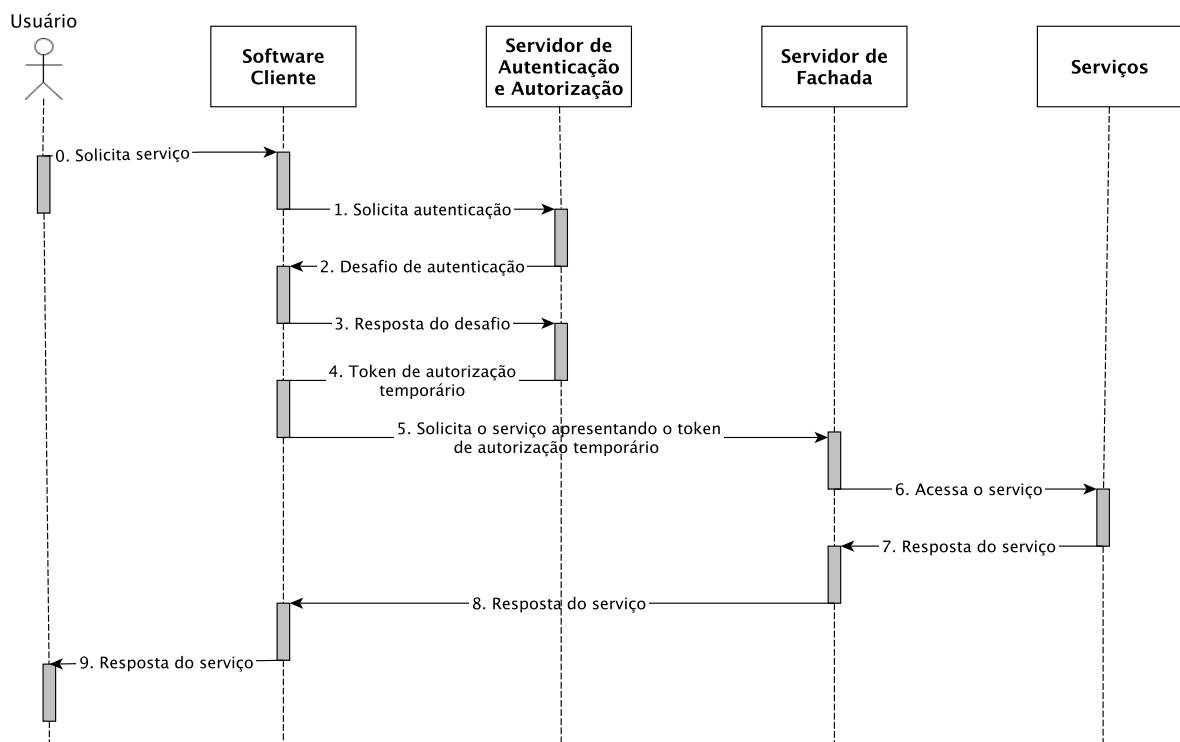 Usuário
Software
Cliente
Servidor de
Autenticação
e Autorização
Servidor de
Fachada
Serviços
0. Solicita serviço
1. Solicita autenticação
2. Desafio de autenticação
3. Resposta do desafio
4. Token de autorização
temporário
5. Solicita o serviço apresentando o token
de autorização temporário
6. Acessa o serviço
7. Resposta do serviço
8. Resposta do serviço
9. Resposta do serviço